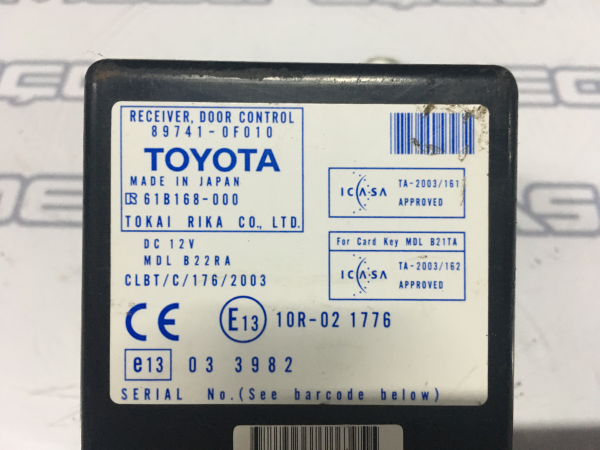 RECEIVER, DOOR CONTROL
89741-0F010
TOYOTA
MADE IN JAPAN
R 61B168-000
TOKAI RIKA CO., LTD.
DC 12V
MDL B22RA
CLBT/C/176/2003
ICASA
TA-2003/161
APPROVED
For Card Key MDL B21TA
ICASA
TA-2003/162
APPROVED
CE
E13 10R-02 1776
e13 03 3982
SERIAL No. (See barcode below)